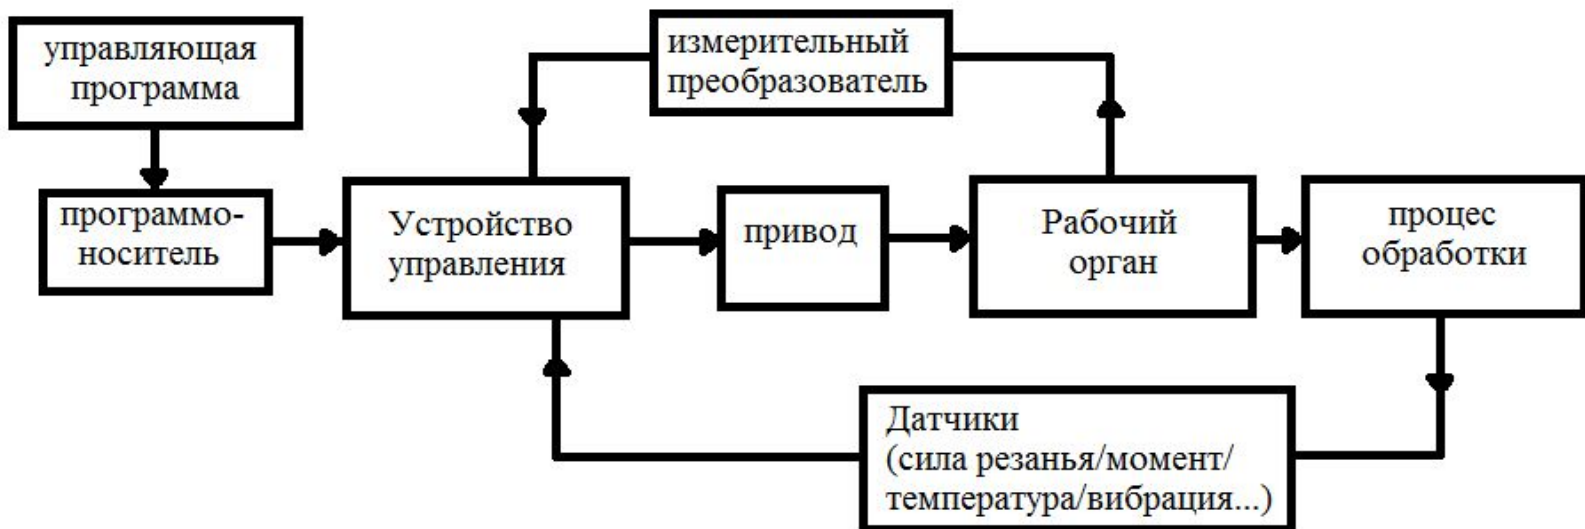 управляющая
программа
измерительный
преобразователь
программо-
носитель
Устройство
управления
привод
Рабочий
орган
процес
обработки
Датчики
(сила резанья/момент/
температура/вибрация...)